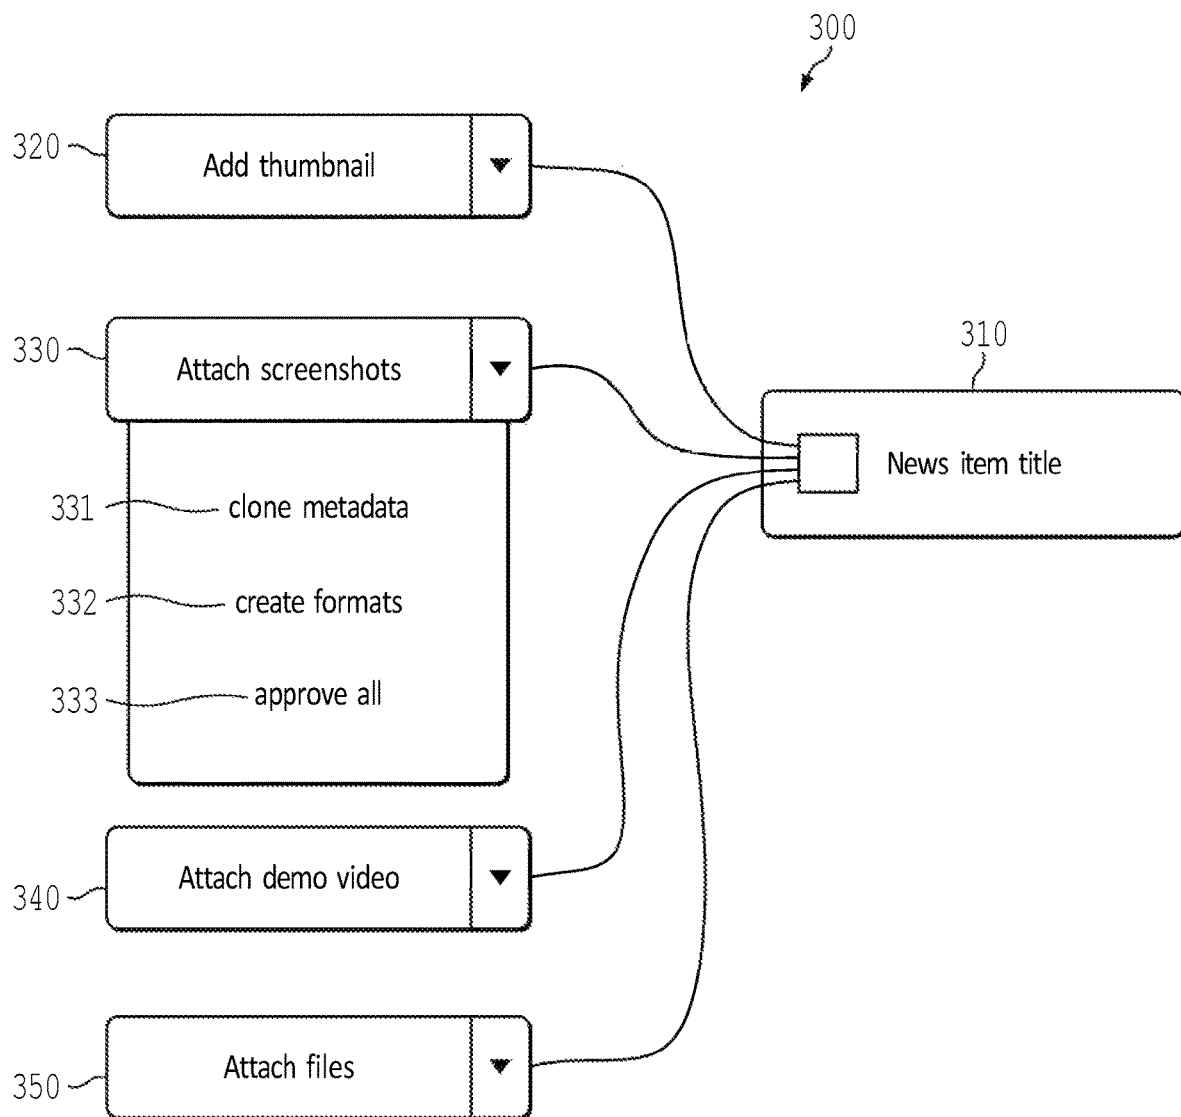 300
320
Add thumbnail
330
Attach screenshots
310
News item title
331
clone metadata
332
create formats
333
approve all
340
Attach demo video
350
Attach files